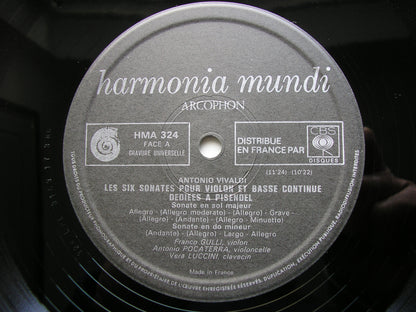 harmonia mundi
ARCOPHON
HMA 324
FACE A
GRAVURE UNIVERSELLE
DISTRIBUE
EN FRANCE PAR
CBS
DISQUES
(11'24) (10'22)
ANTONIO VIVALDI
LES SIX SONATES POUR VIOLON ET BASSE CONTINUE
DEDIEES A PISENDEL
Sonate en sol majeur
Allegro - (Allegro moderato) - (Allegro) - Grave
(Allegro) - (Andante) - (Allegro) - (Allegro - Minuetto)
Sonate en do mineur
(Andante) - (Allegro) - Largo - Allegro
Franco GULLI, violon
Antonio POCATERRA, violoncelle
Vera LUCCINI, clavecin
Made in France